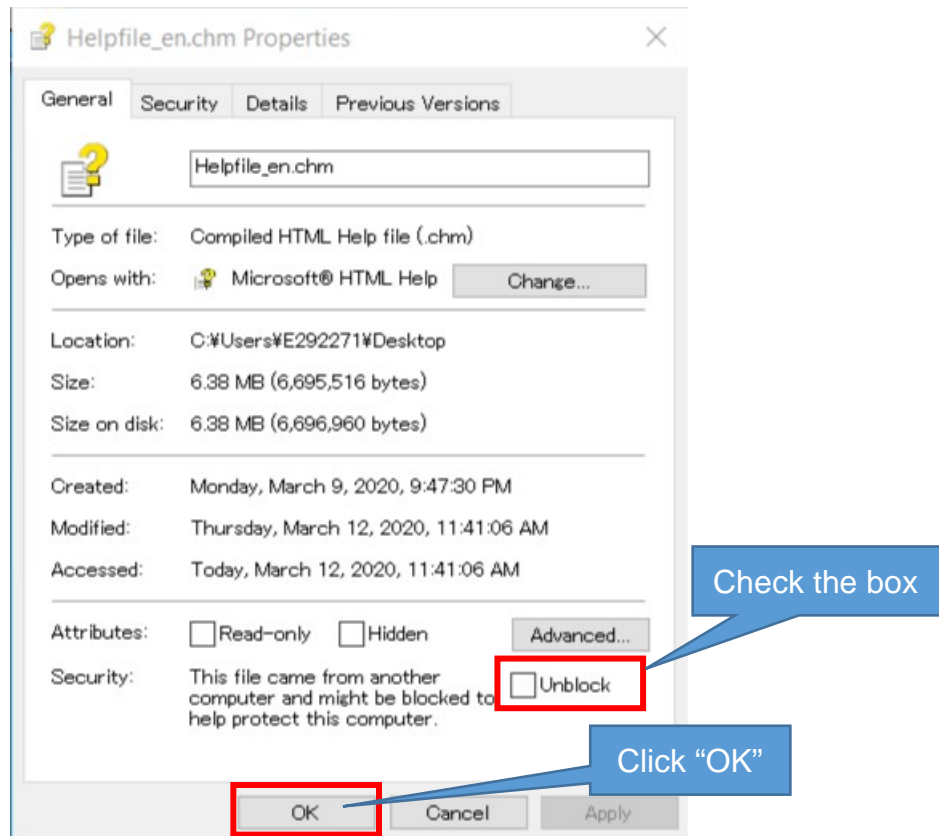 Helpfile_en.chm Properties
General Security Details Previous Versions
Helpfile_en.chm
Type of file: Compiled HTML Help file (.chm)
Opens with: Microsoft® HTML Help Change...
Location: C:¥Users¥E292271¥Desktop
Size: 6.38 MB (6,695,516 bytes)
Size on disk: 6.38 MB (6,696,960 bytes)
Created: Monday, March 9, 2020, 9:47:30 PM
Modified: Thursday, March 12, 2020, 11:41:06 AM
Accessed: Today, March 12, 2020, 11:41:06 AM
Check the box
Attributes: Read-only Hidden Advanced...
Security: This file came from another
computer and might be blocked to
help protect this computer.
Unblock
Click “OK”
OK Cancel Apply